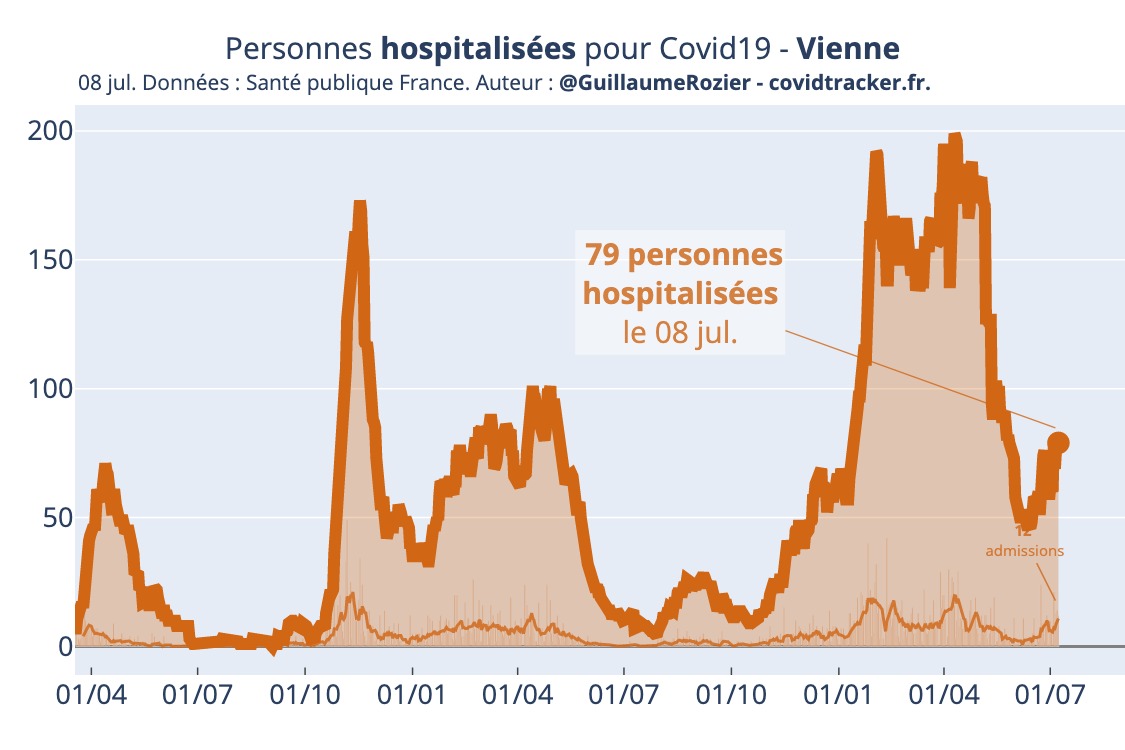 Personnes hospitalisées pour Covid19 - Vienne
08 jul. Données : Santé publique France. Auteur : @GuillaumeRozier - covidtracker.fr.
200
150
100
50
0
79 personnes
hospitalisées
le 08 jul.
12
admissions
01/04 01/07 01/10 01/01 01/04 01/07 01/10 01/01 01/04 01/07